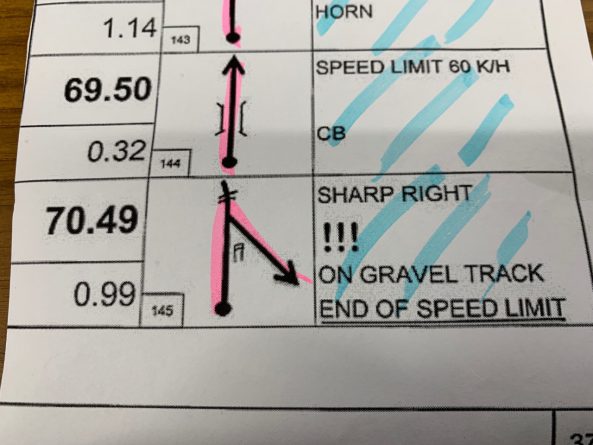 1.14
143
HORN
69.50
SPEED LIMIT 60 K/H
0.32
144
CB
70.49
SHARP RIGHT
!!!
0.99
145
ON GRAVEL TRACK
END OF SPEED LIMIT
37